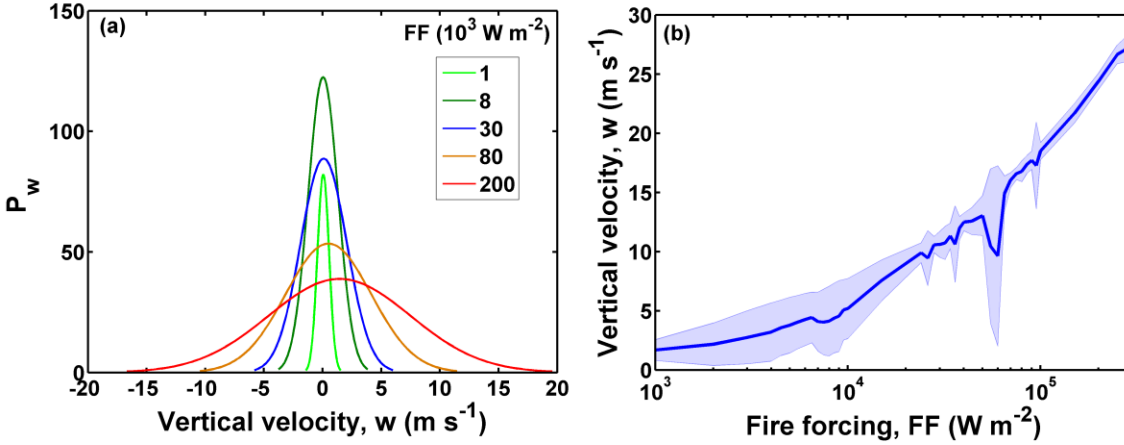 (a)
FF (10³ W m⁻²)
1
8
30
80
200
150
100
50
0
P_w
-20 -15 -10 -5 0 5 10 15 20
Vertical velocity, w (m s⁻¹)
(b)
30
25
20
15
10
5
0
Vertical velocity, w (m s⁻¹)
10³ 10⁴ 10⁵
Fire forcing, FF (W m⁻²)